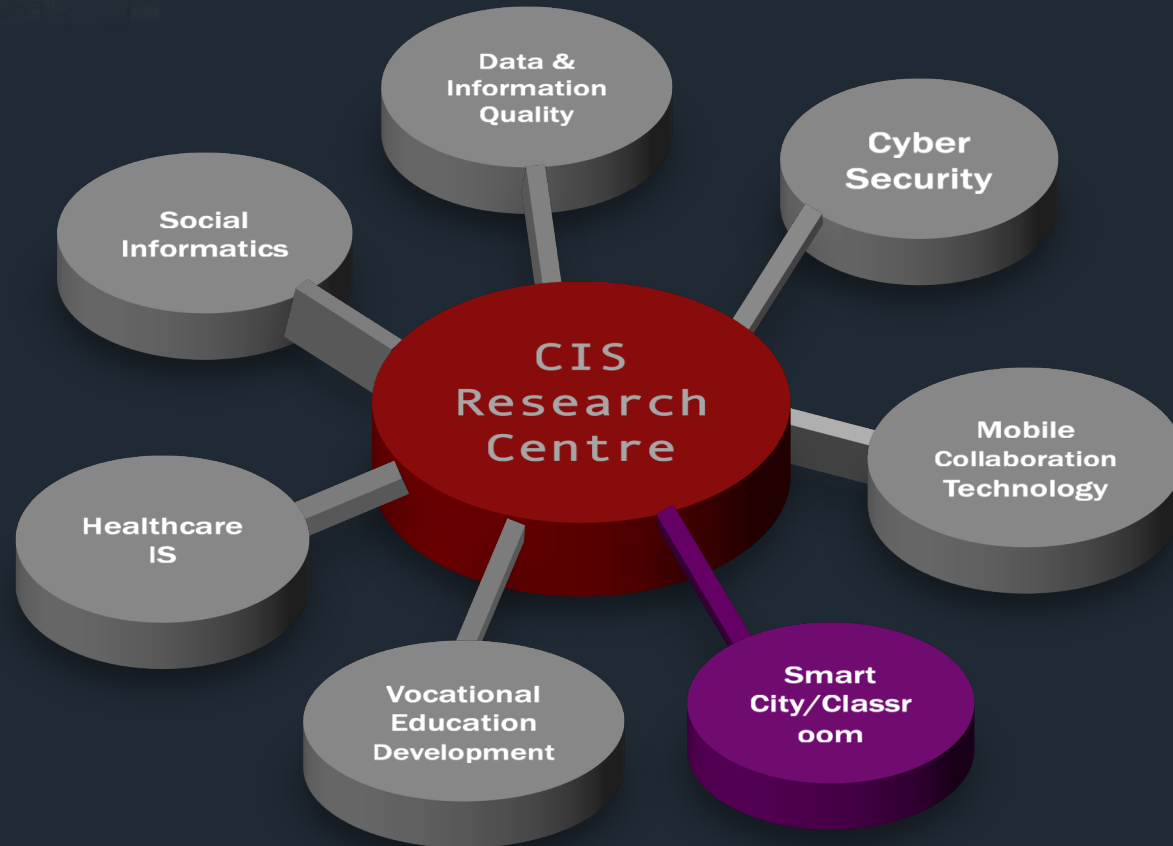 Data &
Information
Quality
Cyber
Security
Social
Informatics
CIS
Research
Centre
Mobile
Collaboration
Technology
Healthcare
IS
Vocational
Education
Development
Smart
City/Classr
oom